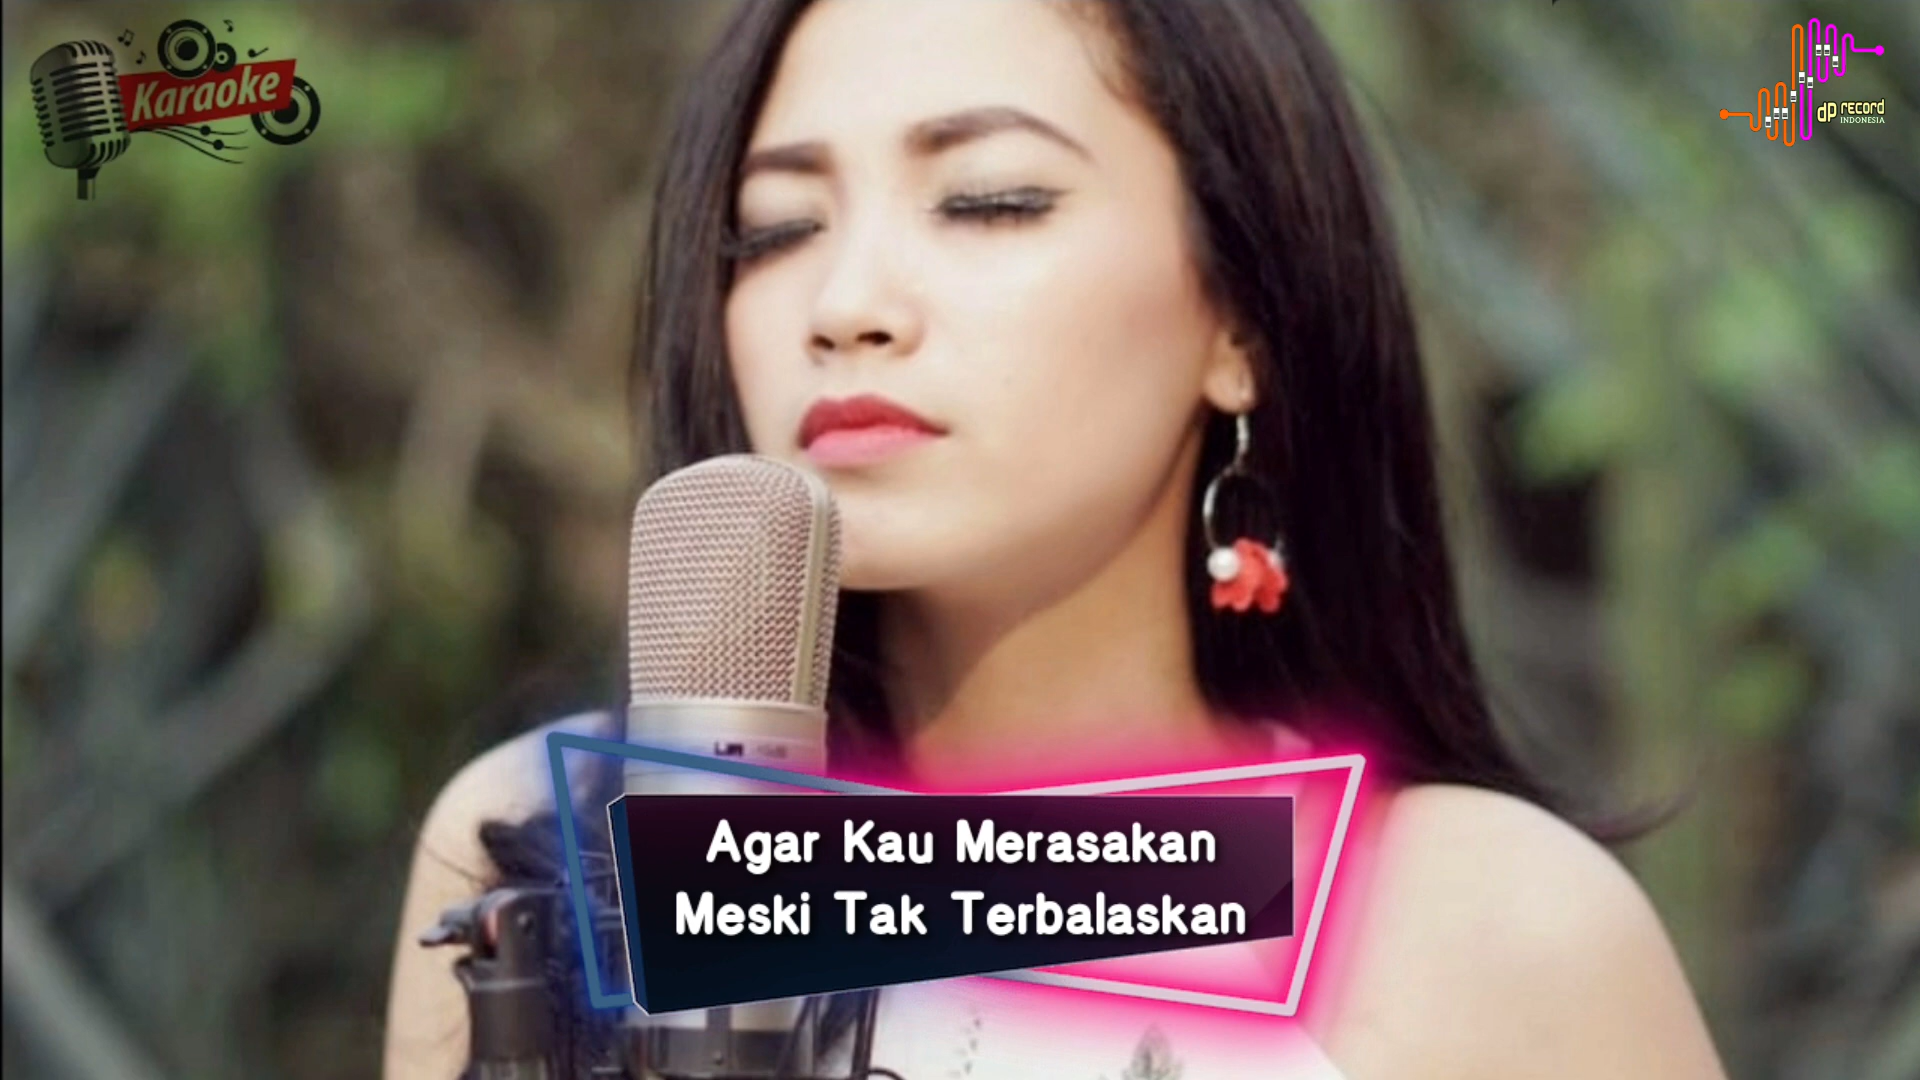 Karaoke
dp record
INDONESIA
Agar Kau Merasakan
Meski Tak Terbalaskan